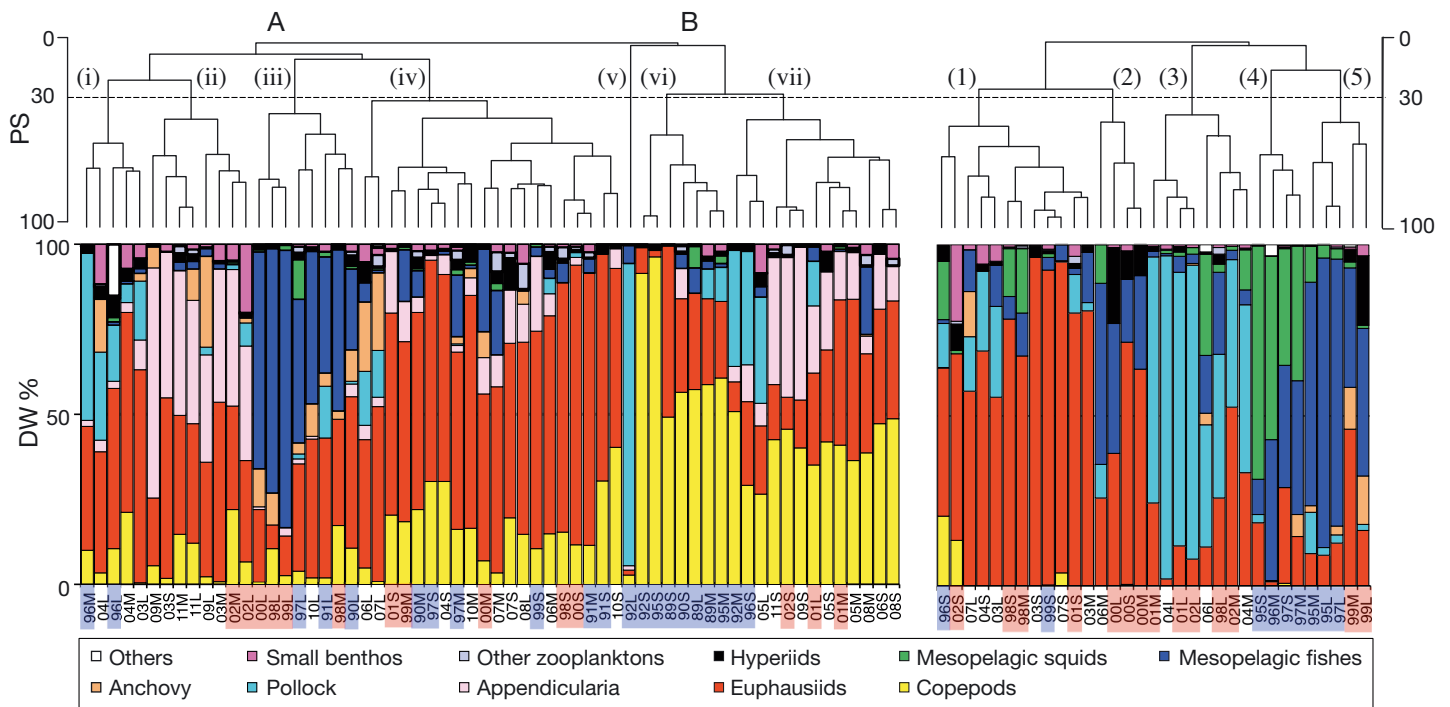 A B
0 (i) (ii) (iii) (iv) (v) (vi) (vii) (1) (2) (3) (4) (5) 0
30 30
PS
100 100
100
DW %
50
0
96M 04L 96L 04M 03L 09M 03S 11M 11L 09L 03M 02M 02L 00L 98L 99L 97L 10L 91L 98M 90L 06L 07L 01S 99M 90M 97S 04S 97M 10M 00M 07M 07S 08L 99S 06M 98S 00S 91M 91S 10S 92L 92S 95S 89S 90S 89L 89M 95M 92M 96S 05L 11S 02S 09S 01L 05S 01M 05M 08M 06S 08S
96S 02S 07L 04S 03L 98S 98M 03S 99S 97S 01S 03M 06M 00L 00S 00M 01M 04L 01L 02L 06L 98L 02M 04M 95S 96M 97M 95M 95L 97L 99M 99L
Others Small benthos Other zooplanktons Hyperiids Mesopelagic squids Mesopelagic fishes
Anchovy Pollock Appendicularia Euphausiids Copepods